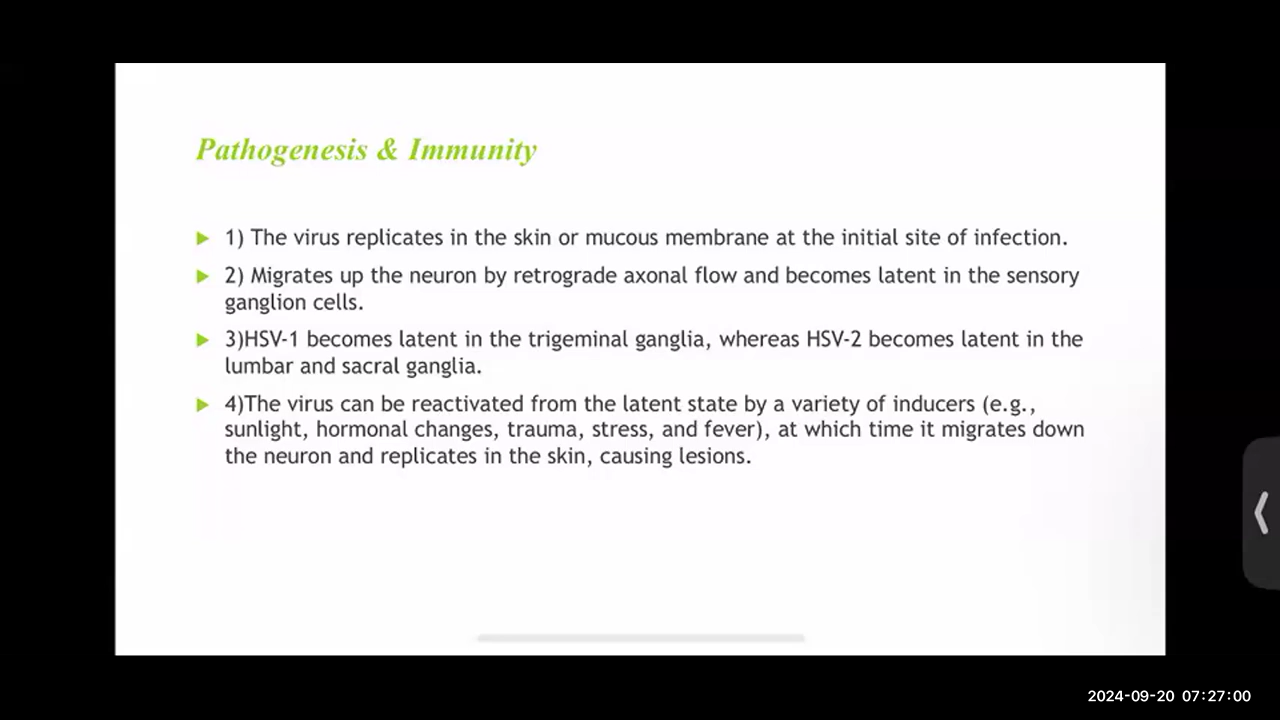 Pathogenesis & Immunity
1) The virus replicates in the skin or mucous membrane at the initial site of infection.
2) Migrates up the neuron by retrograde axonal flow and becomes latent in the sensory
ganglion cells.
3)HSV-1 becomes latent in the trigeminal ganglia, whereas HSV-2 becomes latent in the
lumbar and sacral ganglia.
4)The virus can be reactivated from the latent state by a variety of inducers (e.g.,
sunlight, hormonal changes, trauma, stress, and fever), at which time it migrates down
the neuron and replicates in the skin, causing lesions.
2024-09-20 07:27:00